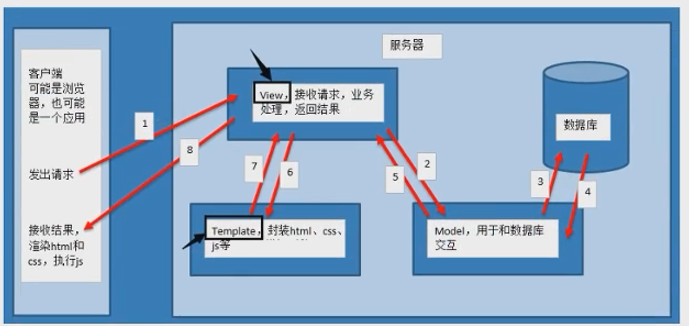 服务器
客户端
可能是浏览
器，也可能
是一个应用
发出请求
接收结果，
渲染html和
css，执行js
View，接收请求，业务
处理，返回结果
数据库
Template，封装html、css、
js等
Model，用于和数据库
交互
1
8
7
6
5
2
3
4